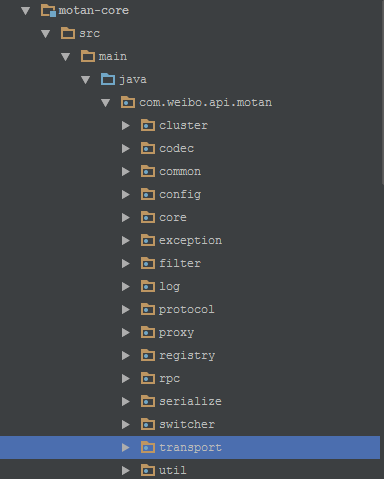 motan-core
src
main
java
com.weibo.api.motan
cluster
codec
common
config
core
exception
filter
log
protocol
proxy
registry
rpc
serialize
switcher
transport
util